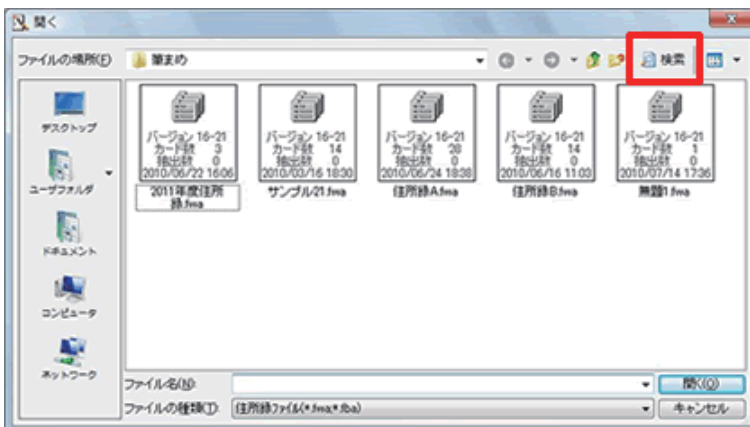 開く
ファイルの場所(E) 筆まめ 検索
デスクトップ
ユーザフォルダ
ドキュメント
コンピュータ
ネットワーク
バージョン 16-21
カード数 3
抽出数 0
2010/06/22 16:06
2011年度住所
録.fwa
バージョン 16-21
カード数 14
抽出数 0
2010/03/16 18:30
サンプル21.fwa
バージョン 16-21
カード数 28
抽出数 0
2010/06/24 18:38
住所録A.fwa
バージョン 16-21
カード数 14
抽出数 0
2010/06/16 11:03
住所録B.fwa
バージョン 16-21
カード数 1
抽出数 0
2010/07/14 17:36
無題1.fwa
ファイル名(N): 開く(O)
ファイルの種類(T): 住所録ファイル(*.fwa;*.fba) キャンセル